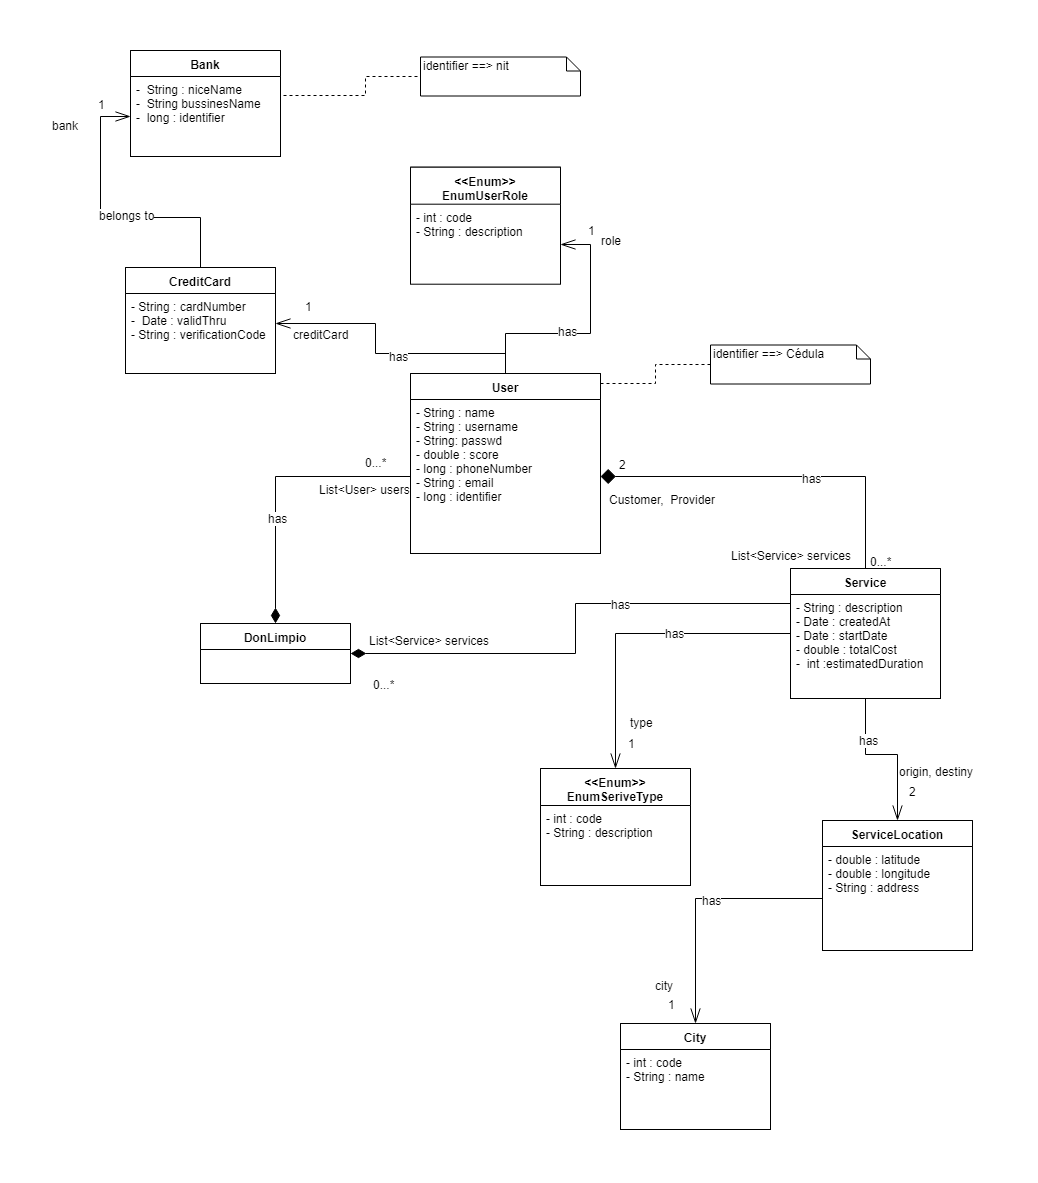 Bank
- String : niceName
- String bussinesName
- long : identifier
identifier ==> nit
1
bank
belongs to
<<Enum>>
EnumUserRole
- int : code
- String : description
1
role
has
CreditCard
- String : cardNumber
- Date : validThru
- String : verificationCode
1
creditCard
has
identifier ==> Cédula
User
- String : name
- String : username
- String: passwd
- double : score
- long : phoneNumber
- String : email
- long : identifier
0...*
List<User> users
has
2
Customer, Provider
has
List<Service> services
0...*
Service
- String : description
- Date : createdAt
- Date : startDate
- double : totalCost
- int :estimatedDuration
DonLimpio
List<Service> services
0...*
has
has
type
1
<<Enum>>
EnumSeriveType
- int : code
- String : description
has
origin, destiny
2
ServiceLocation
- double : latitude
- double : longitude
- String : address
has
city
1
City
- int : code
- String : name